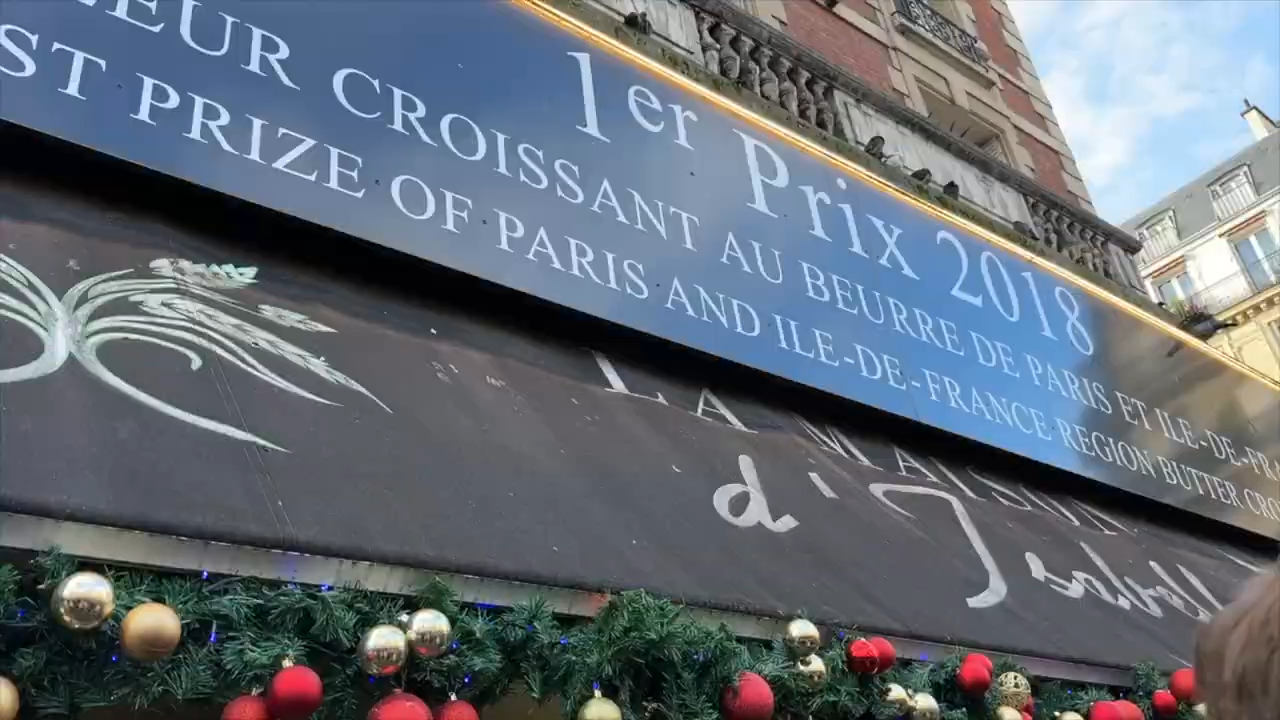 1er Prix 2018
EUR CROISSANT AU BEURRE DE PARIS ET ILE-DE-FRA
ST PRIZE OF PARIS AND ILE-DE-FRANCE REGION BUTTER CRO
LA MAISON
d'Isabell